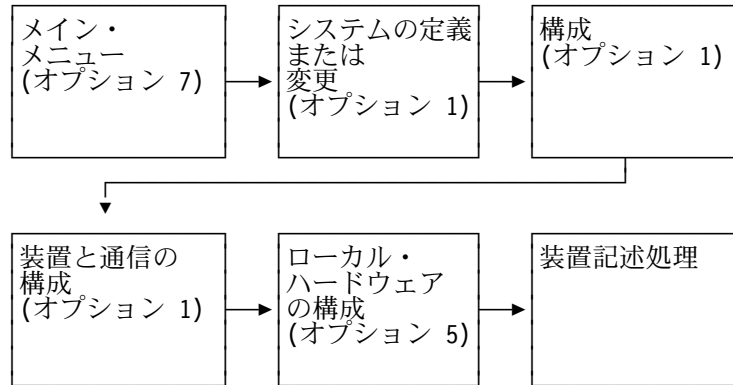 メイン・
メニュー
(オプション 7)
システムの定義
または
変更
(オプション 1)
構成
(オプション 1)
装置と通信の
構成
(オプション 1)
ローカル・
ハードウェア
の構成
(オプション 5)
装置記述処理